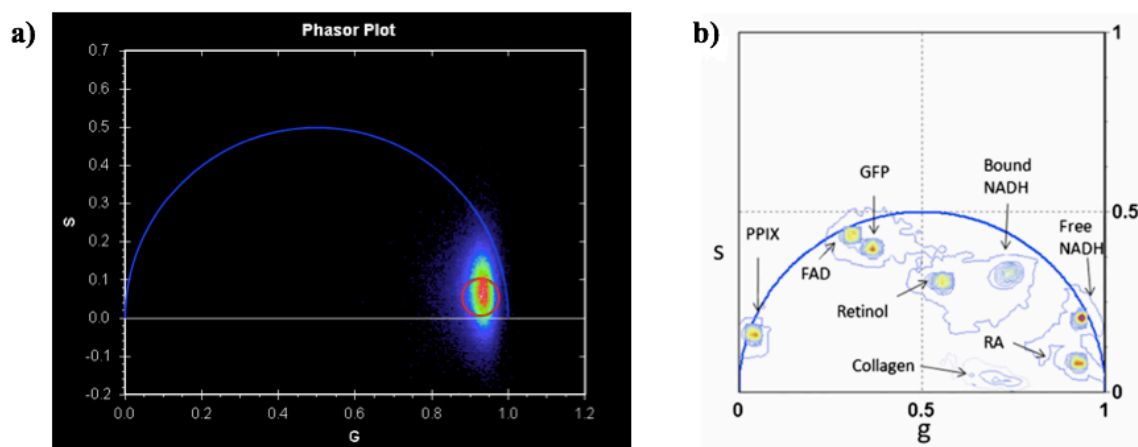 a)
Phasor Plot
0.7
0.6
0.5
0.4
0.3
0.2
0.1
0.0
-0.1
-0.2
S
0.0 0.2 0.4 0.6 0.8 1.0 1.2
G
b)
1
Bound
NADH
GFP
0.5
Free
NADH
PPIX
S
FAD
Retinol
RA
Collagen
0
0 0.5 1
g